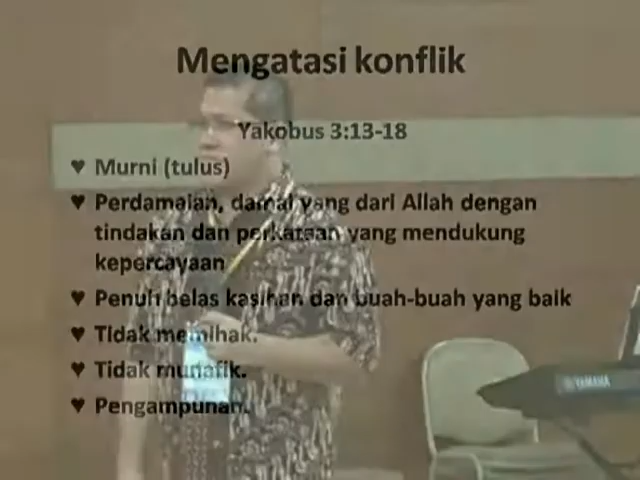 Mengatasi konflik
Yakobus 3:13-18
♥ Murni (tulus)
♥ Perdamaian, damai yang dari Allah dengan
tindakan dan perkataan yang mendukung
kepercayaan
♥ Penuh belas kasihan dan buah-buah yang baik
♥ Tidak memihak.
♥ Tidak munafik.
♥ Pengampunan.
YAMAHA